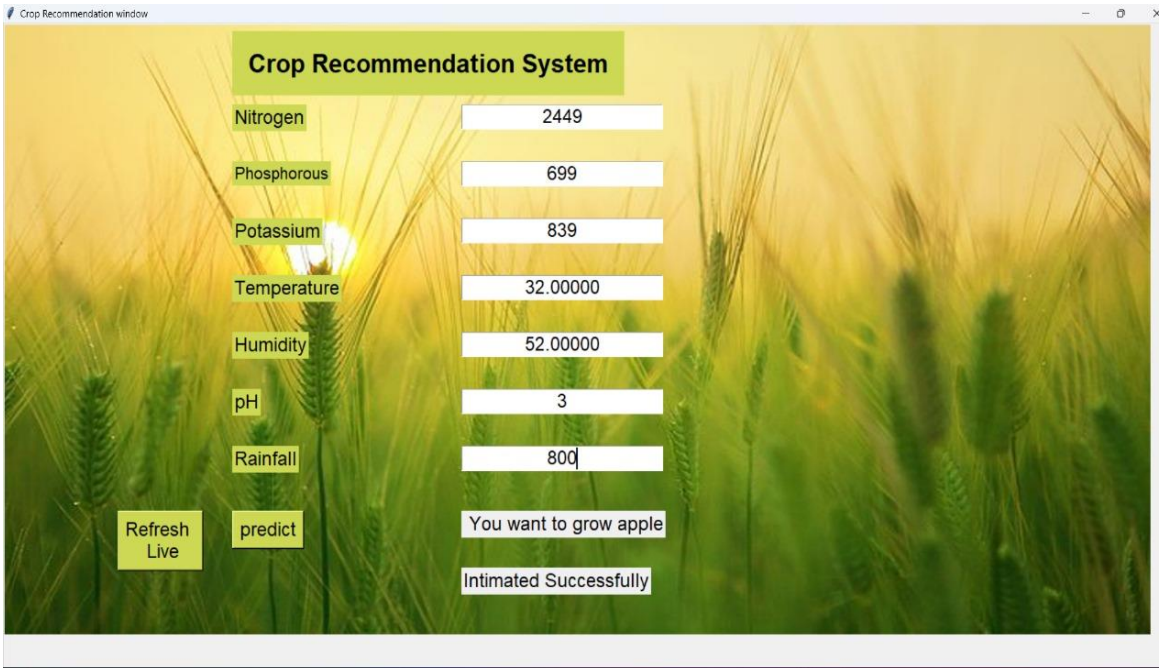 Crop Recommendation window
Crop Recommendation System
Nitrogen 2449
Phosphorous 699
Potassium 839
Temperature 32.00000
Humidity 52.00000
pH 3
Rainfall 800
Refresh predict You want to grow apple
Live
Intimated Successfully